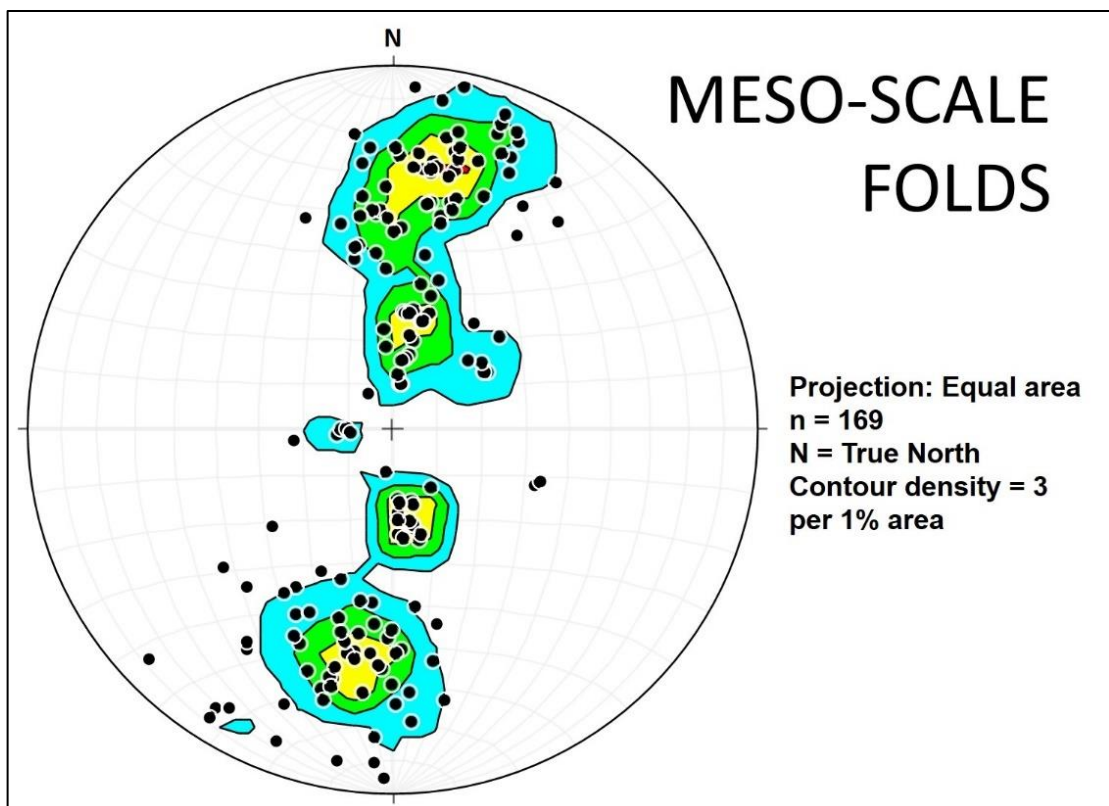 N
MESO-SCALE
FOLDS
Projection: Equal area
n = 169
N = True North
Contour density = 3
per 1% area